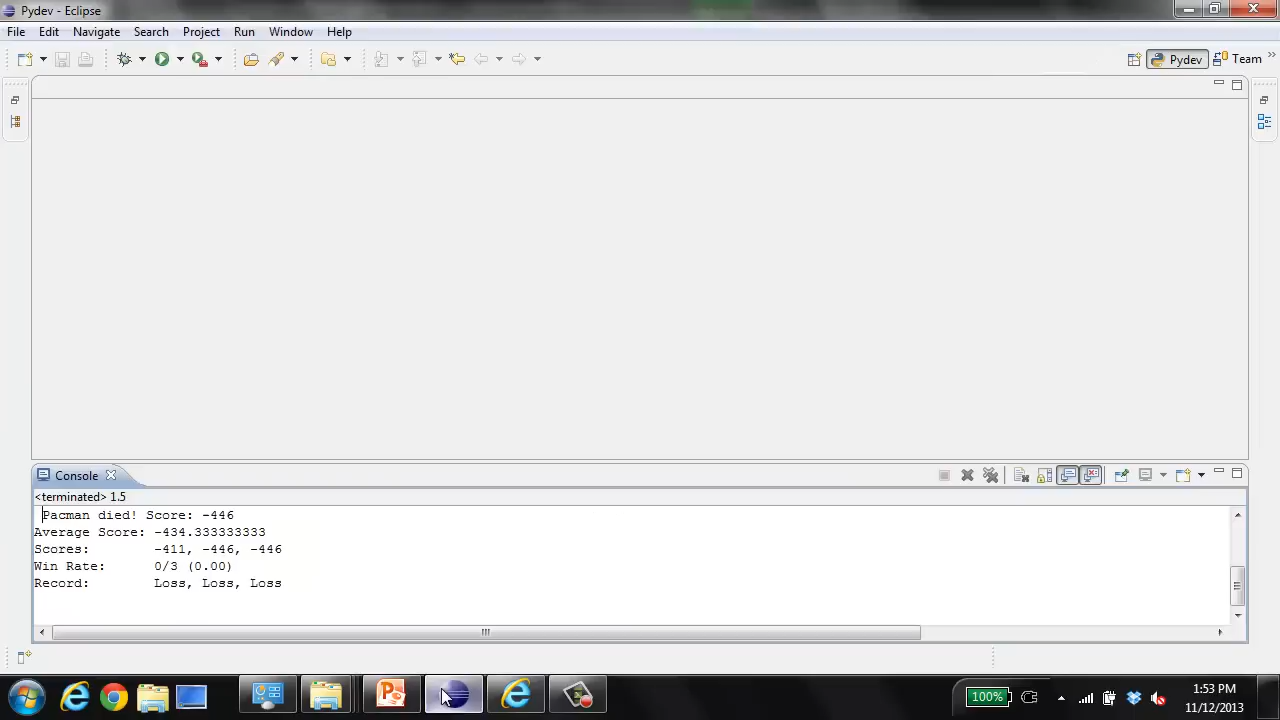 Pydev - Eclipse
File Edit Navigate Search Project Run Window Help
Pydev Team
Console
<terminated> 1.5
Pacman died! Score: -446
Average Score: -434.333333333
Scores: -411, -446, -446
Win Rate: 0/3 (0.00)
Record: Loss, Loss, Loss
100%
1:53 PM
11/12/2013